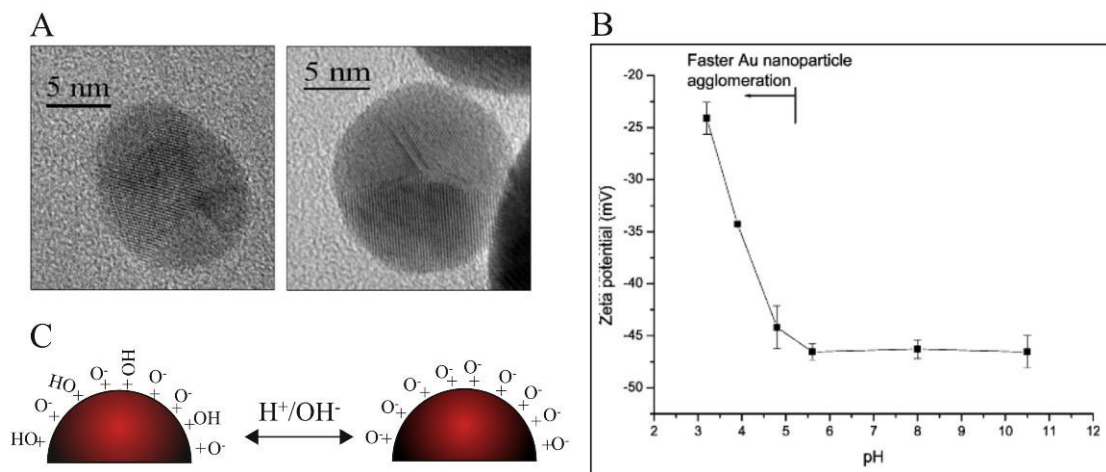 A
5 nm
5 nm
B
Faster Au nanoparticle
agglomeration
-20
-25
-30
-35
-40
-45
-50
Zeta potential (mV)
2 3 4 5 6 7 8 9 10 11 12
pH
C
HO+ O⁻+ HO+ O⁻+ OH+ O⁻+ O⁻+ +OH +O⁻
H⁺/OH⁻
O⁻+ O⁻+ O⁻+ O⁻+ O⁻+ O⁻+ O⁻+ +O⁻ +O⁻